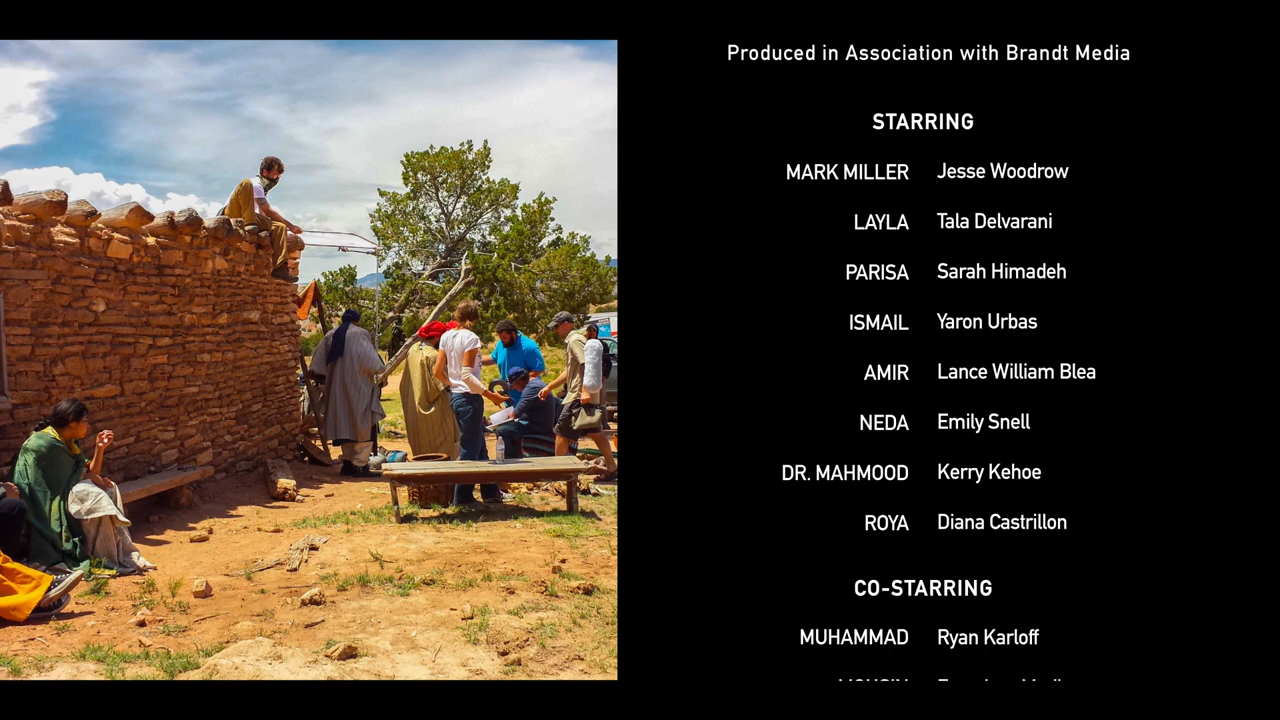 Produced in Association with Brandt Media
STARRING
MARK MILLER Jesse Woodrow
LAYLA Tala Delvarani
PARISA Sarah Himadeh
ISMAIL Yaron Urbas
AMIR Lance William Blea
NEDA Emily Snell
DR. MAHMOOD Kerry Kehoe
ROYA Diana Castrillon
CO-STARRING
MUHAMMAD Ryan Karloff